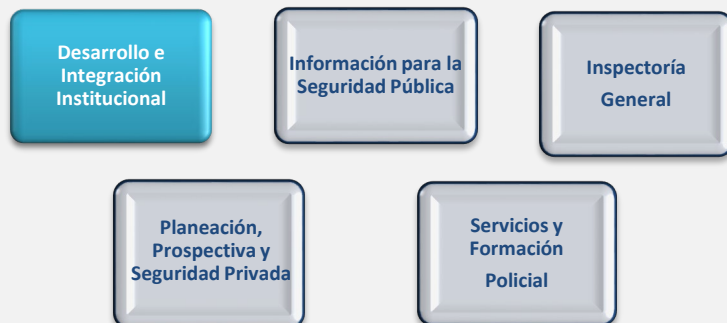 Desarrollo e
Integración
Institucional
Información para la
Seguridad Pública
Inspectoría
General
Planeación,
Prospectiva y
Seguridad Privada
Servicios y
Formación
Policial